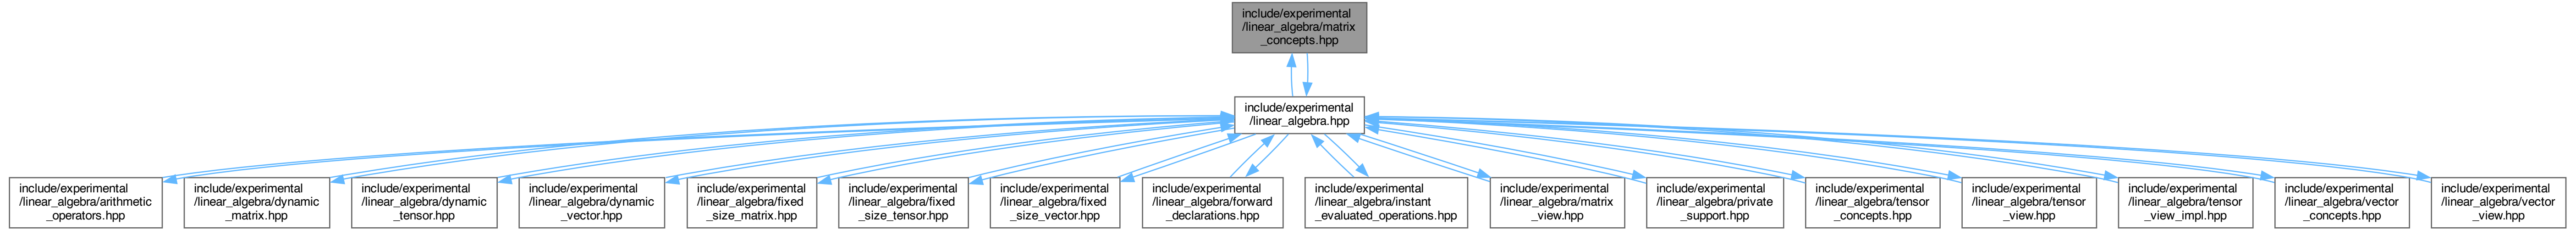 include/experimental
/linear_algebra/matrix
_concepts.hpp
include/experimental
/linear_algebra.hpp
include/experimental
/linear_algebra/arithmetic
_operators.hpp
include/experimental
/linear_algebra/dynamic
_matrix.hpp
include/experimental
/linear_algebra/dynamic
_tensor.hpp
include/experimental
/linear_algebra/dynamic
_vector.hpp
include/experimental
/linear_algebra/fixed
_size_matrix.hpp
include/experimental
/linear_algebra/fixed
_size_tensor.hpp
include/experimental
/linear_algebra/fixed
_size_vector.hpp
include/experimental
/linear_algebra/forward
_declarations.hpp
include/experimental
/linear_algebra/instant
_evaluated_operations.hpp
include/experimental
/linear_algebra/matrix
_view.hpp
include/experimental
/linear_algebra/private
_support.hpp
include/experimental
/linear_algebra/tensor
_concepts.hpp
include/experimental
/linear_algebra/tensor
_view.hpp
include/experimental
/linear_algebra/tensor
_view_impl.hpp
include/experimental
/linear_algebra/vector
_concepts.hpp
include/experimental
/linear_algebra/vector
_view.hpp